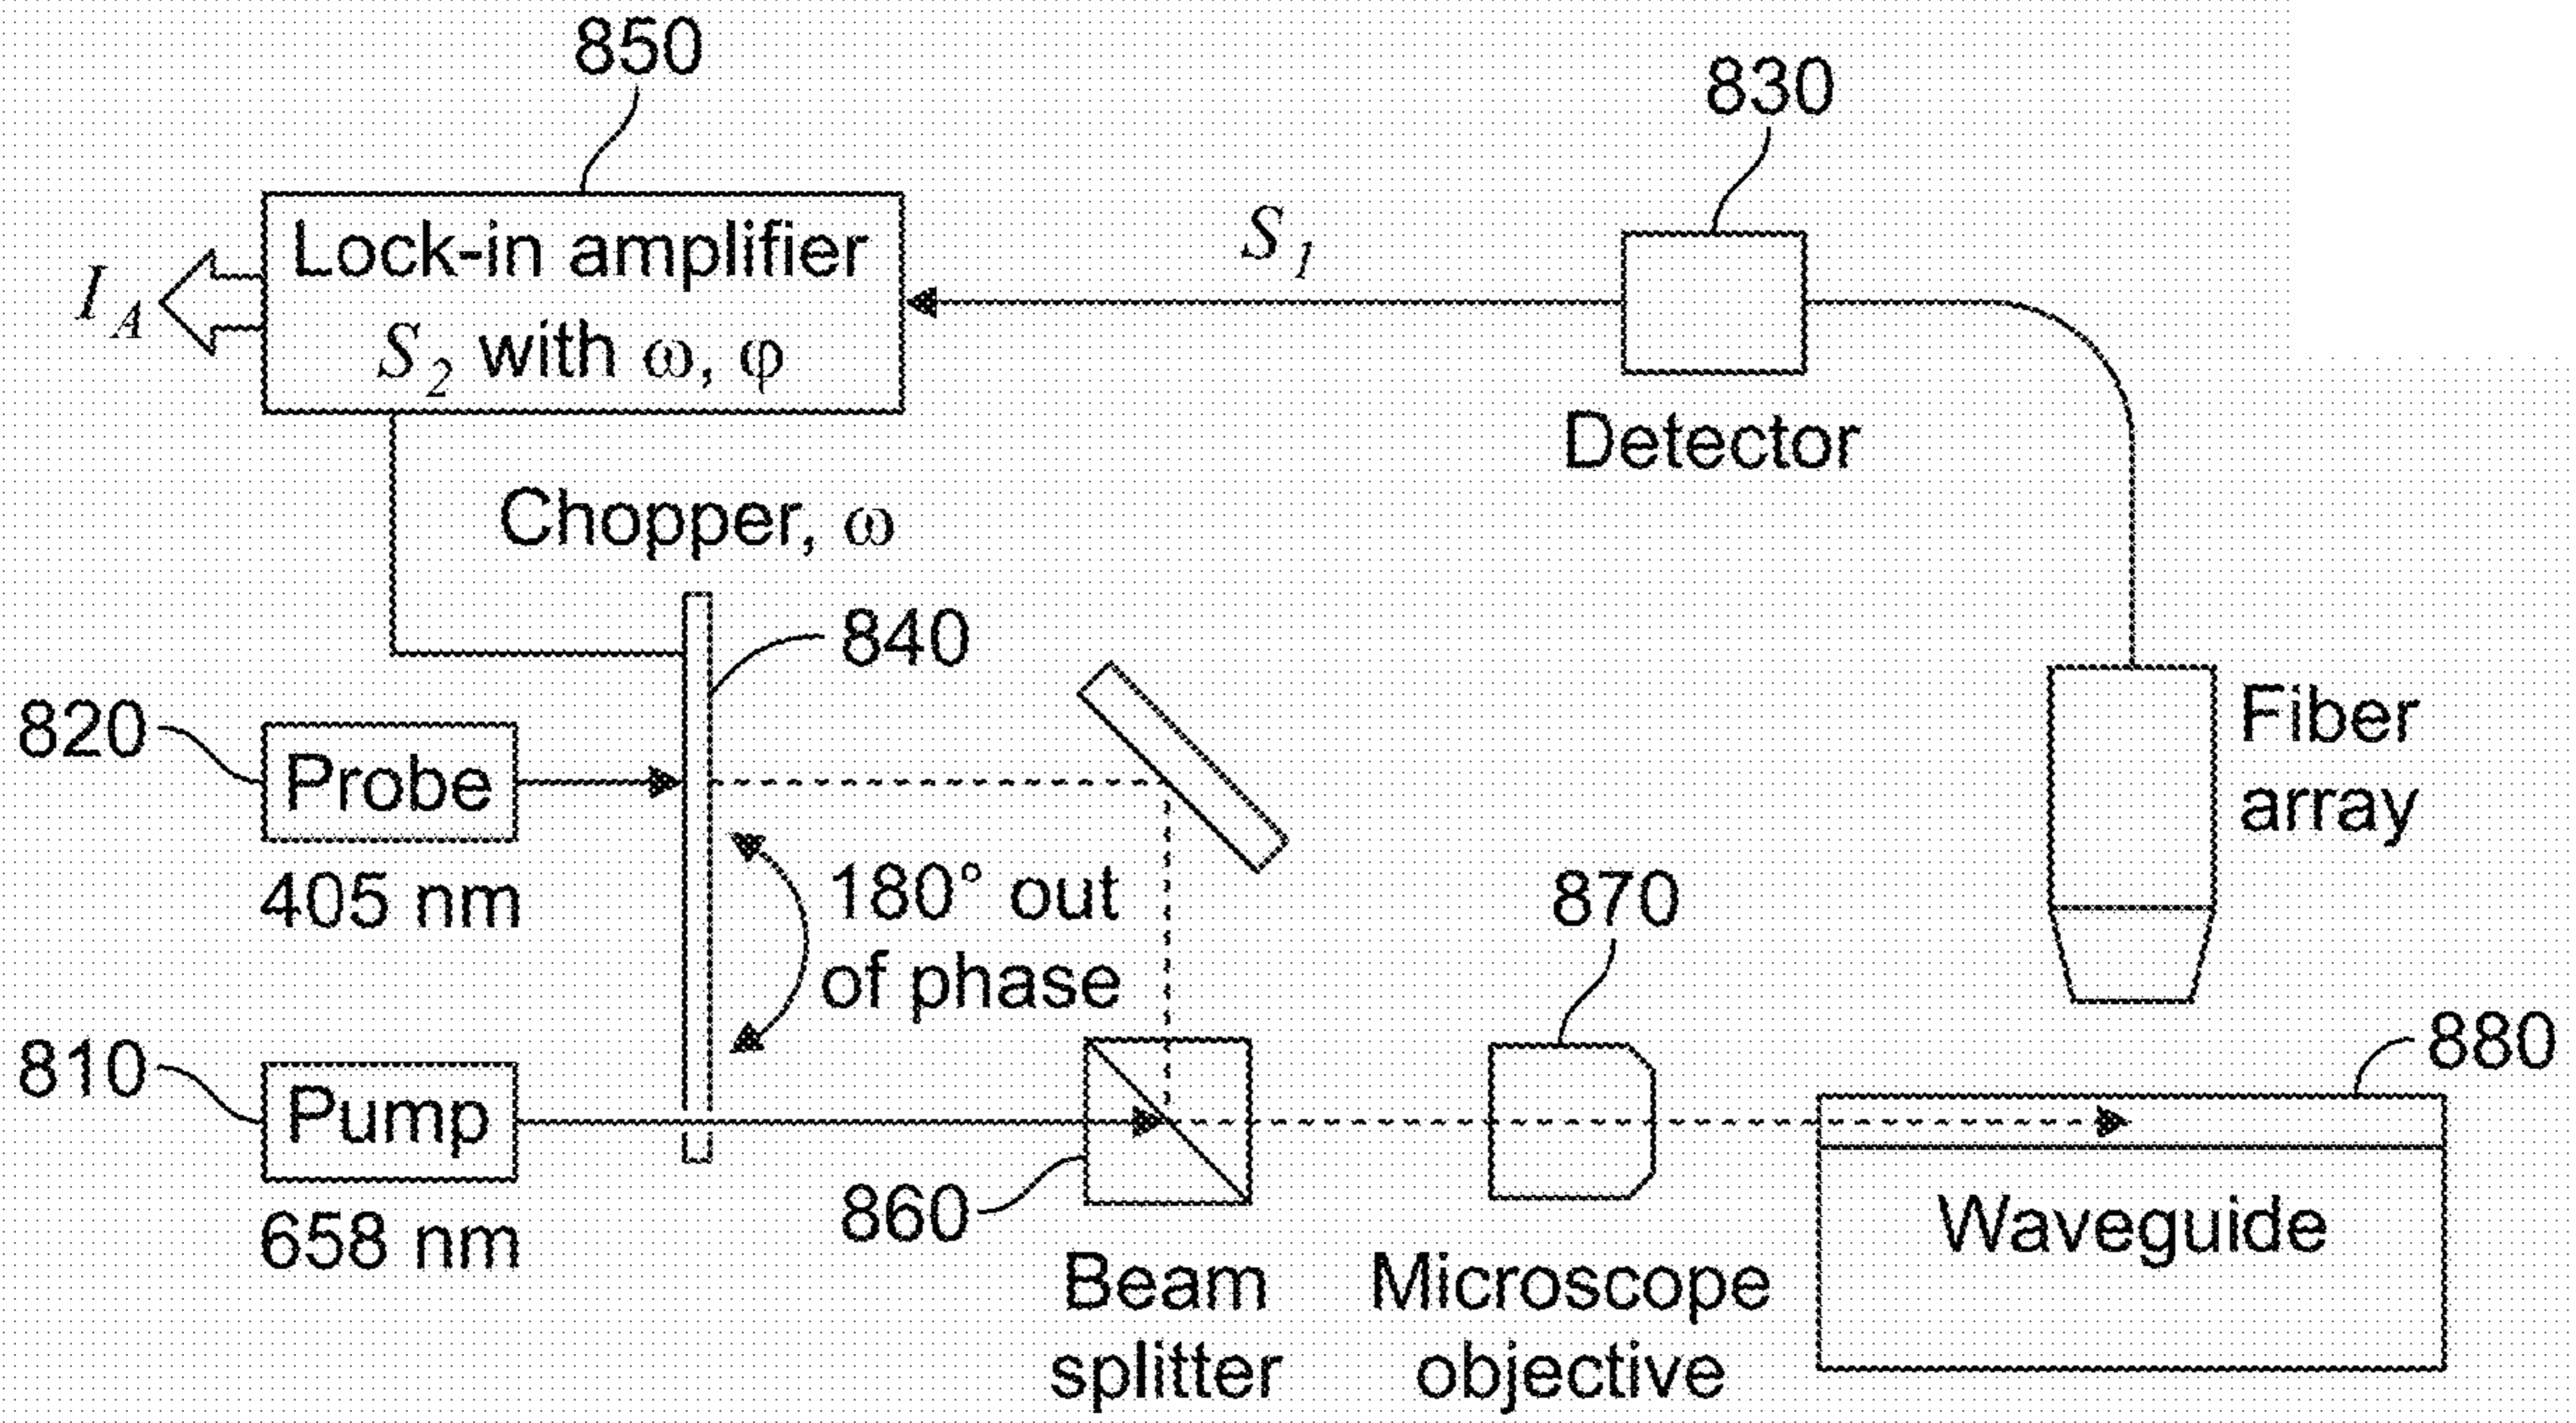 850
830
Lock-in amplifier
S2 with ω, φ
IA
S1
Detector
Chopper, ω
840
820
Probe
405 nm
180° out
of phase
Fiber
array
870
810
Pump
658 nm
860
Beam
splitter
Microscope
objective
880
Waveguide